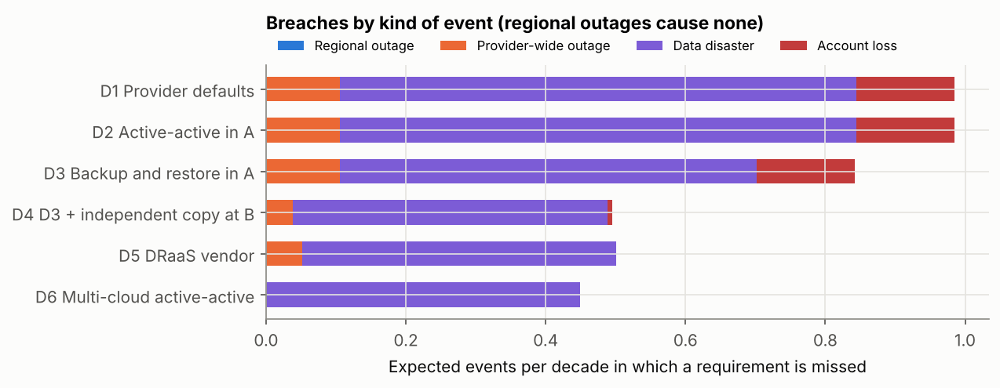 Breaches by kind of event (regional outages cause none)
Regional outage Provider-wide outage Data disaster Account loss
D1 Provider defaults
D2 Active-active in A
D3 Backup and restore in A
D4 D3 + independent copy at B
D5 DRaaS vendor
D6 Multi-cloud active-active
0.0 0.2 0.4 0.6 0.8 1.0
Expected events per decade in which a requirement is missed